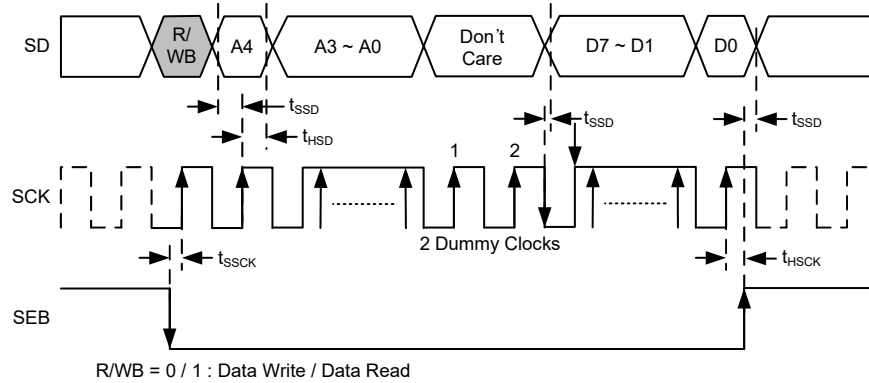 SD
R/
WB
A4
A3 ~ A0
Don't
Care
D7 ~ D1
D0
tSSD
tHSD
tSSD
tSSD
SCK
1
2
2 Dummy Clocks
tSSCK
tHSCK
SEB
R/WB = 0 / 1 : Data Write / Data Read